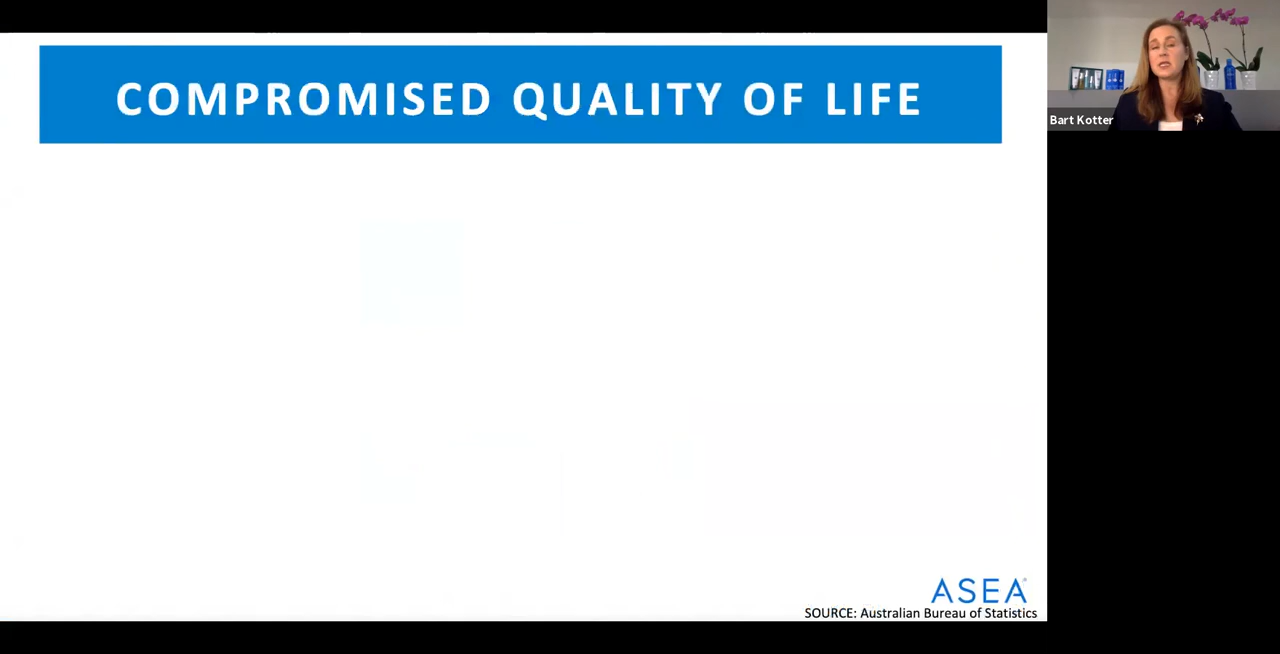 COMPROMISED QUALITY OF LIFE
Bart Kotter
ASEA
SOURCE: Australian Bureau of Statistics